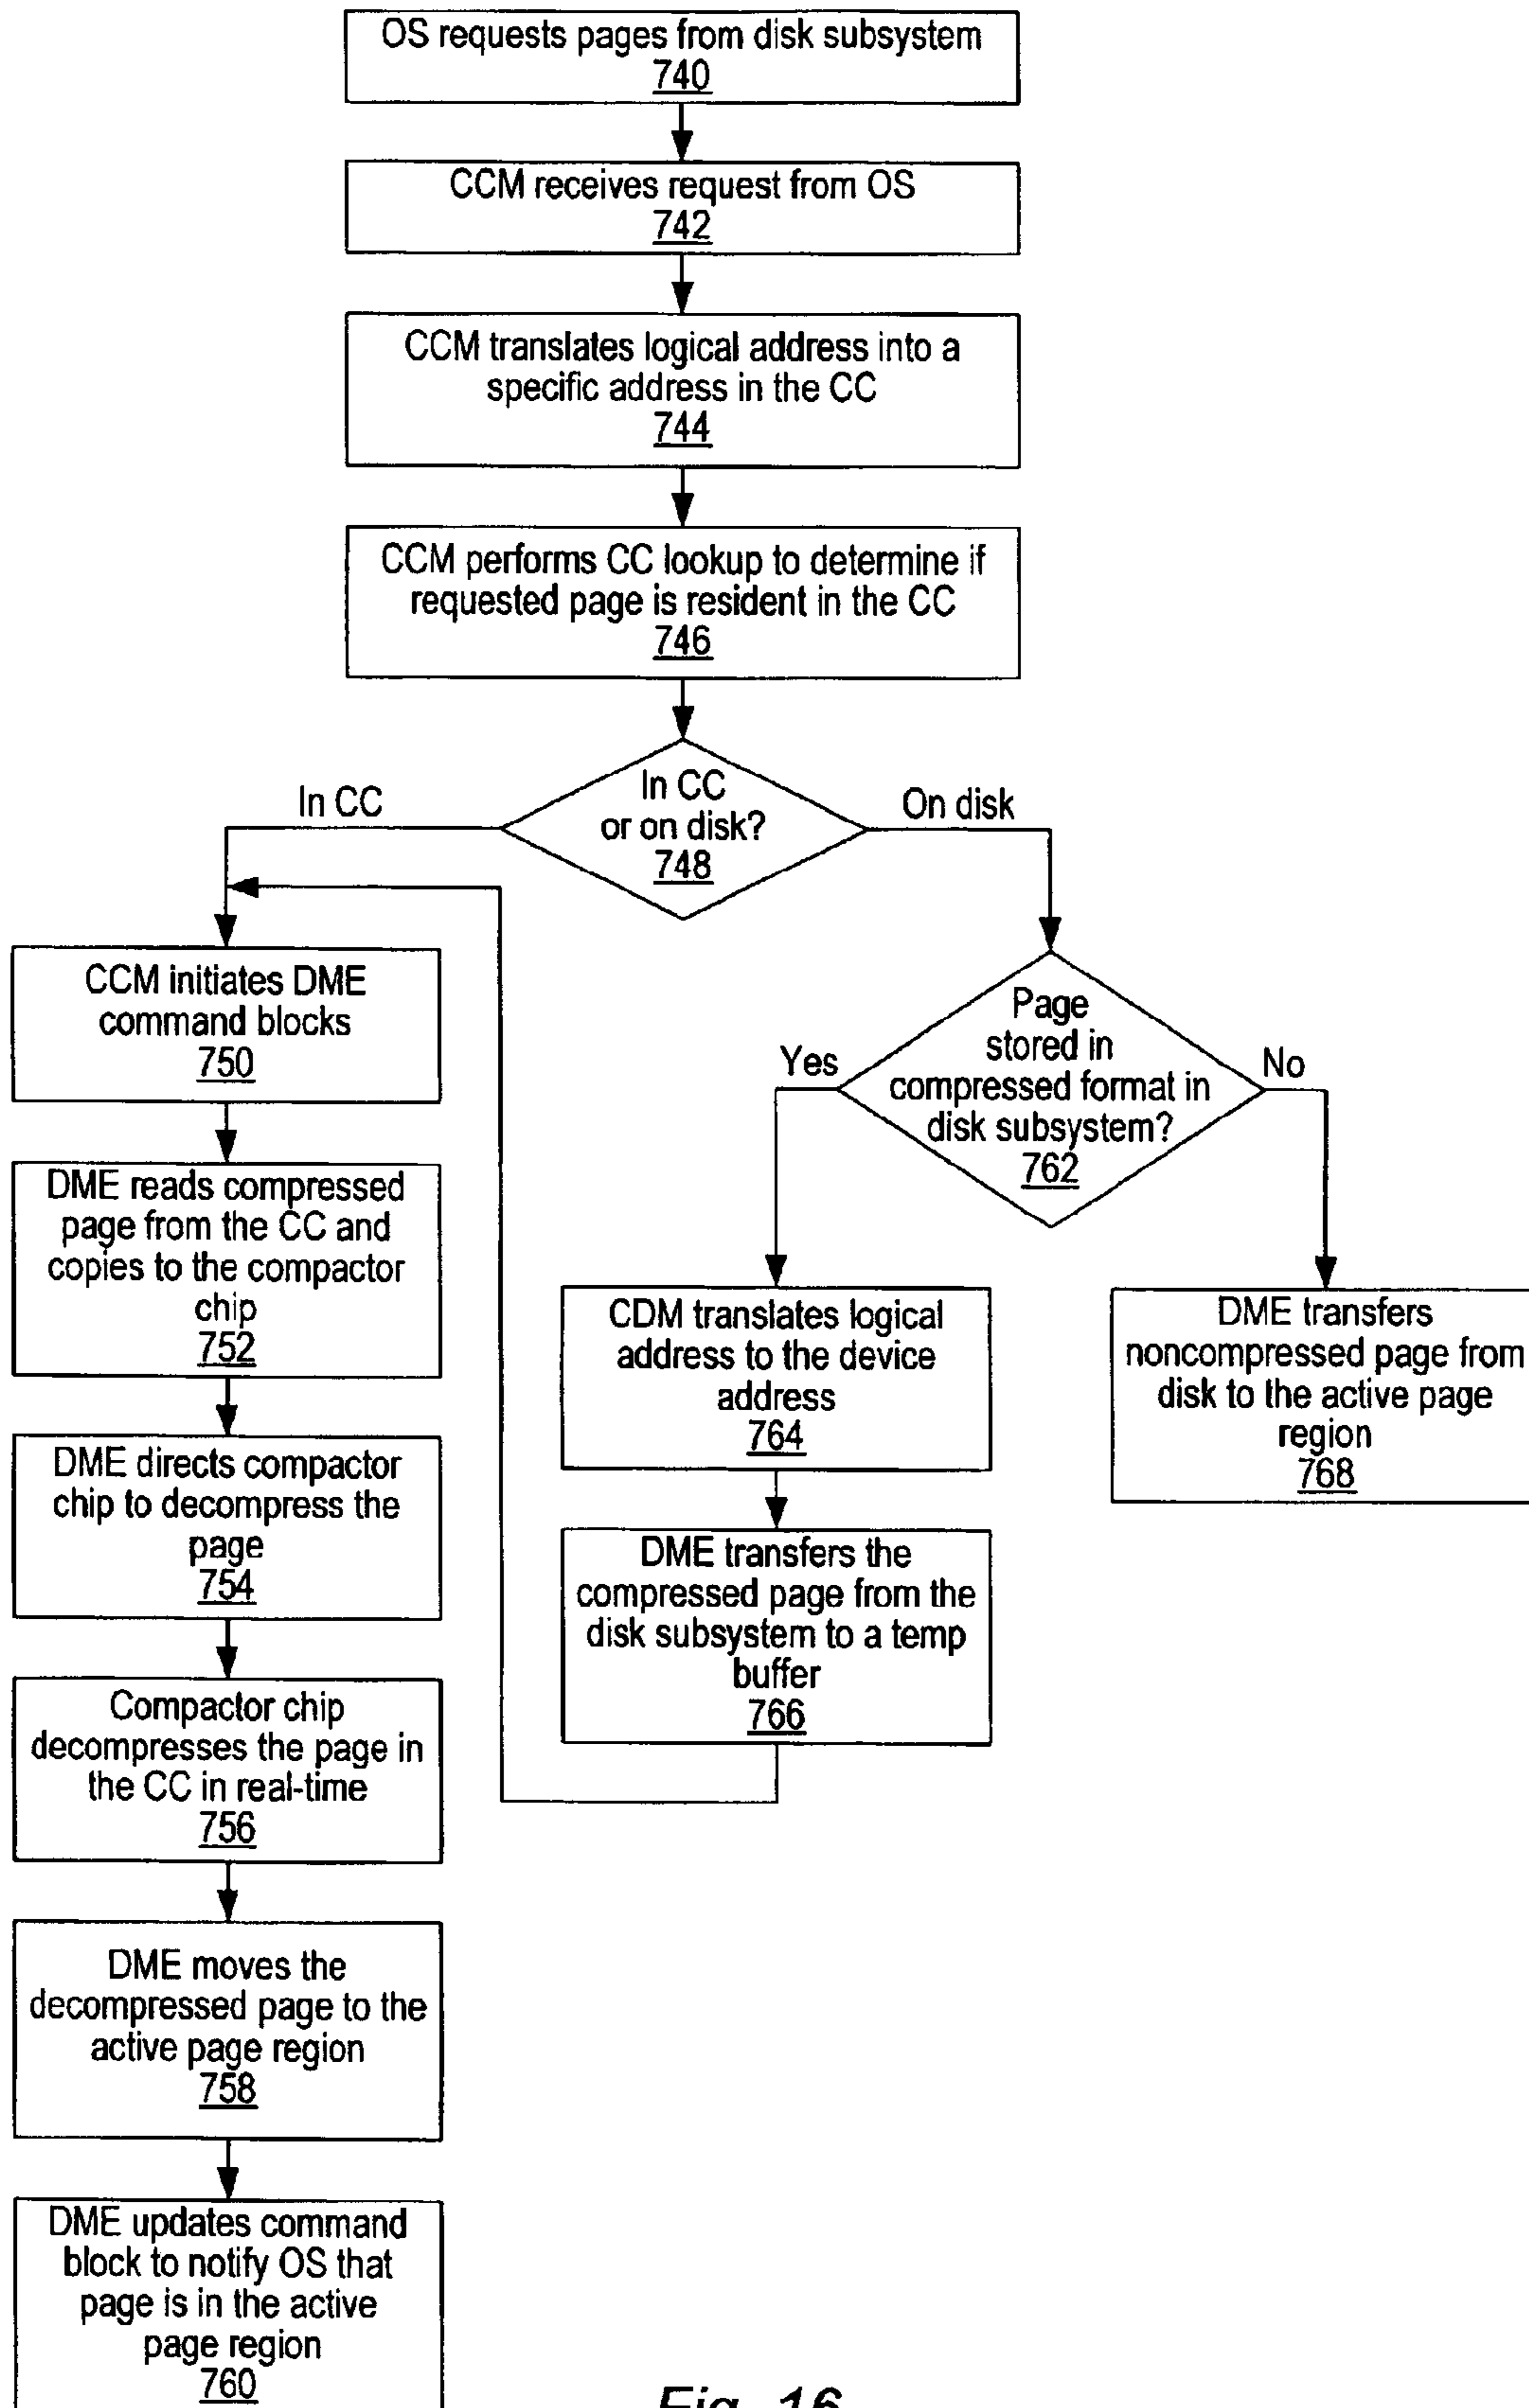 OS requests pages from disk subsystem
740
CCM receives request from OS
742
CCM translates logical address into a
specific address in the CC
744
CCM performs CC lookup to determine if
requested page is resident in the CC
746
In CC
or on disk?
748
In CC
On disk
CCM initiates DME
command blocks
750
DME reads compressed
page from the CC and
copies to the compactor
chip
752
DME directs compactor
chip to decompress the
page
754
Compactor chip
decompresses the page in
the CC in real-time
756
DME moves the
decompressed page to the
active page region
758
DME updates command
block to notify OS that
page is in the active
page region
760
Page
stored in
compressed format in
disk subsystem?
762
Yes
No
CDM translates logical
address to the device
address
764
DME transfers the
compressed page from the
disk subsystem to a temp
buffer
766
DME transfers
noncompressed page from
disk to the active page
region
768
Fig. 16